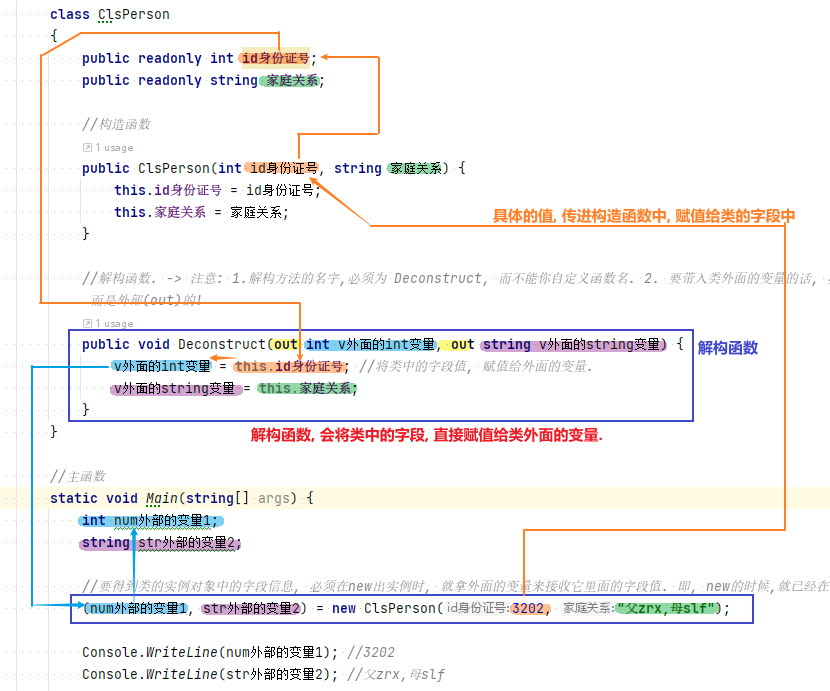 class ClsPerson
{
public readonly int id身份证号;
public readonly string 家庭关系;
//构造函数
1 usage
public ClsPerson(int id身份证号, string 家庭关系) {
this.id身份证号 = id身份证号;
this.家庭关系 = 家庭关系;
具体的值, 传进构造函数中, 赋值给类的字段中
}
//解构函数. -> 注意: 1.解构方法的名字,必须为 Deconstruct, 而不能你自定义函数名. 2. 要带入类外面的变量的话,
而是外部(out)的!
1 usage
public void Deconstruct(out int v外面的int变量, out string v外面的string变量) {
解构函数
v外面的int变量 = this.id身份证号; //将类中的字段值, 赋值给外面的变量.
v外面的string变量 = this.家庭关系;
}
}
解构函数, 会将类中的字段, 直接赋值给类外面的变量.
//主函数
static void Main(string[] args) {
int num外部的变量1;
string str外部的变量2;
//要得到类的实例对象中的字段信息, 必须在new出实例时, 就拿外面的变量来接收它里面的字段值. 即, new的时候,就已经在
(num外部的变量1, str外部的变量2) = new ClsPerson(id身份证号:3202, 家庭关系:"父zrx,母slf");
Console.WriteLine(num外部的变量1); //3202
Console.WriteLine(str外部的变量2); //父zrx,母slf